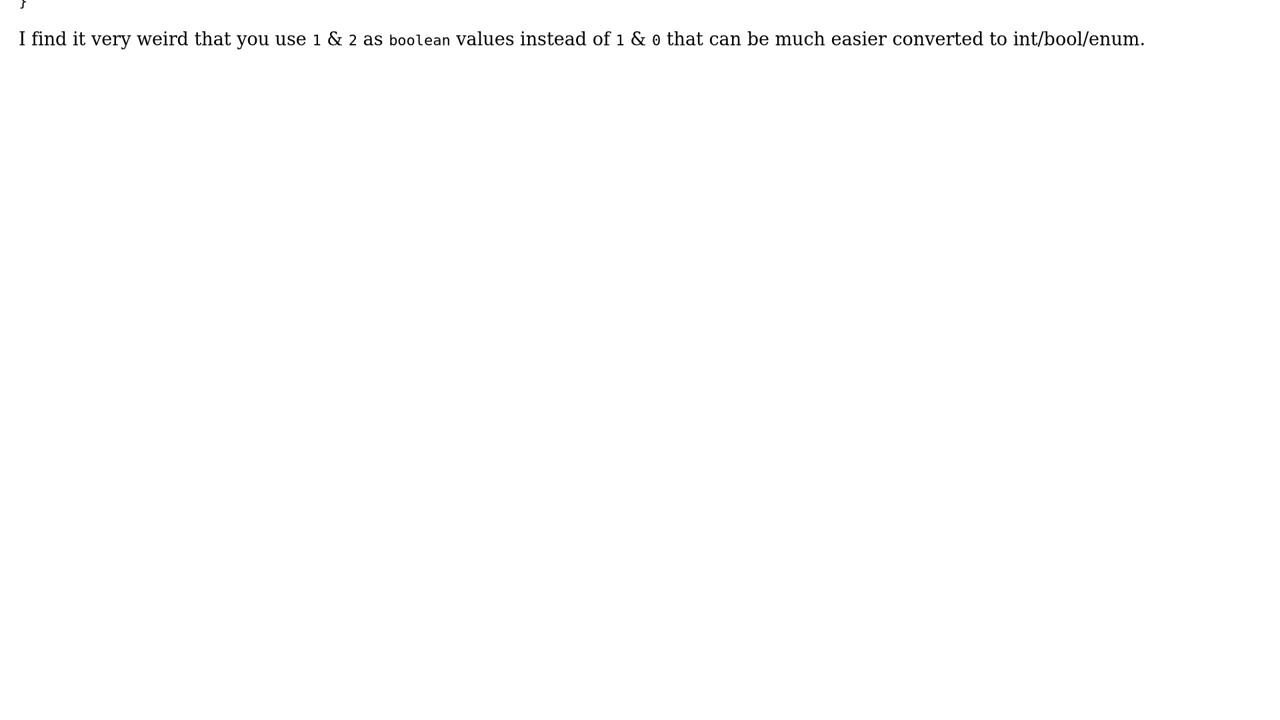 }
I find it very weird that you use 1 & 2 as boolean values instead of 1 & 0 that can be much easier converted to int/bool/enum.